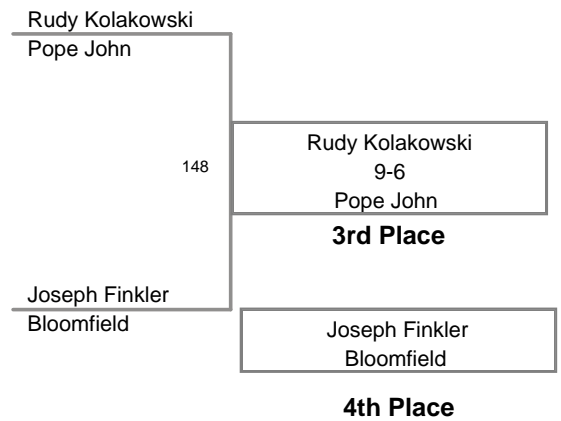 Rudy Kolakowski
Pope John
148
Rudy Kolakowski
9-6
Pope John
3rd Place
Joseph Finkler
Bloomfield
Joseph Finkler
Bloomfield
4th Place